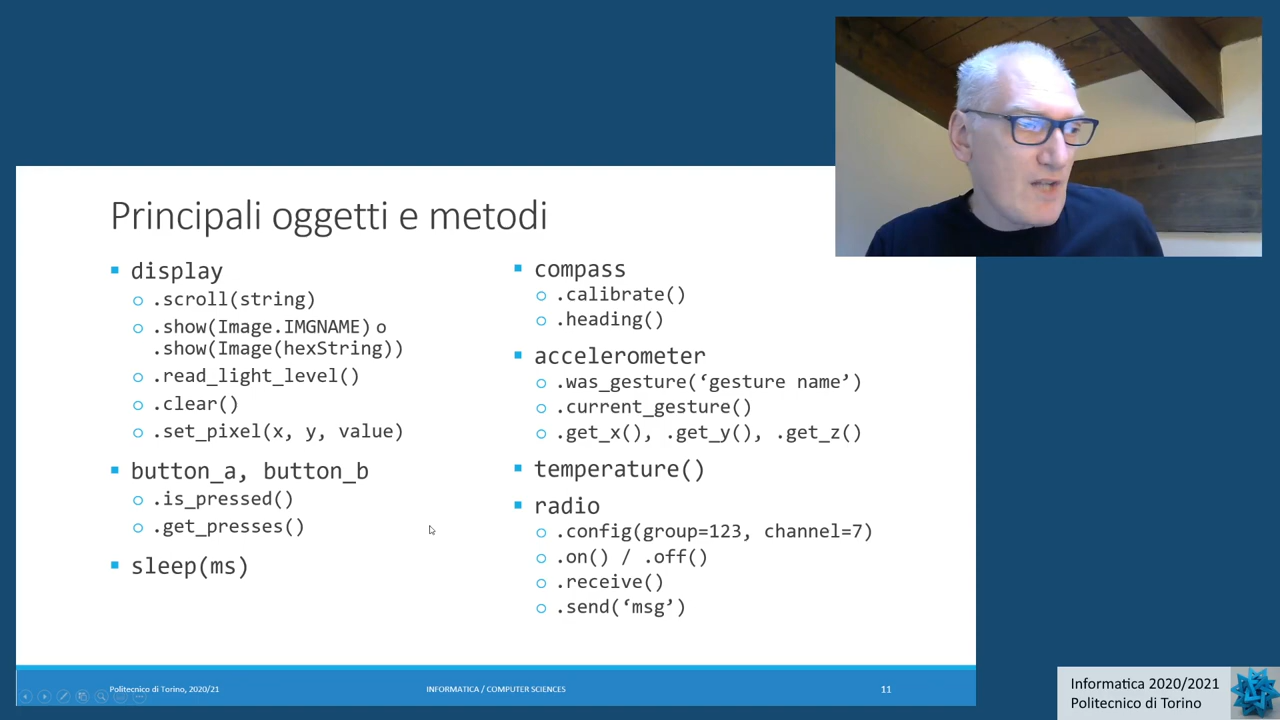 Principali oggetti e metodi
display
.scroll(string)
.show(Image.IMGNAME) o
.show(Image(hexString))
.read_light_level()
.clear()
.set_pixel(x, y, value)
button_a, button_b
.is_pressed()
.get_presses()
sleep(ms)
compass
.calibrate()
.heading()
accelerometer
.was_gesture(‘gesture name’)
.current_gesture()
.get_x(), .get_y(), .get_z()
temperature()
radio
.config(group=123, channel=7)
.on() / .off()
.receive()
.send(‘msg’)
Politecnico di Torino, 2020/21
INFORMATICA / COMPUTER SCIENCES
11
Informatica 2020/2021
Politecnico di Torino